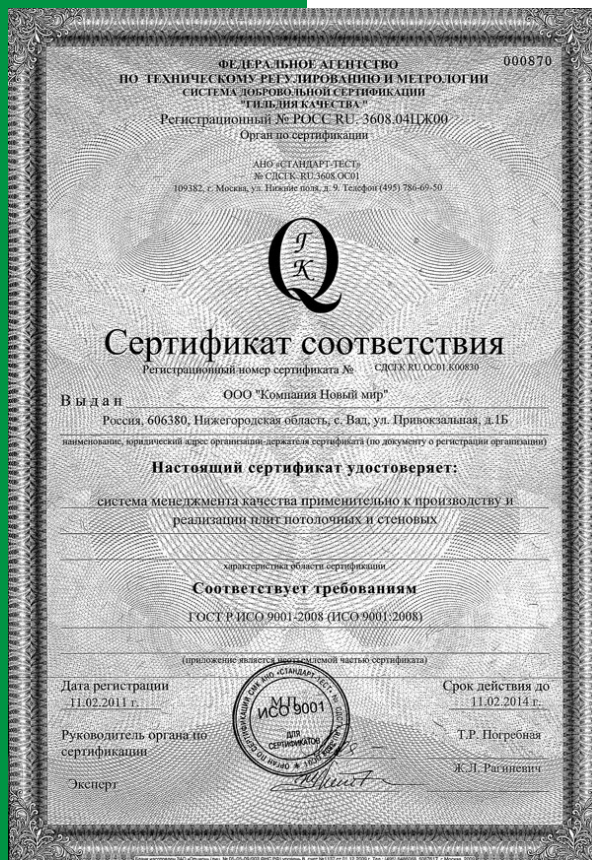 000870
ФЕДЕРАЛЬНОЕ АГЕНТСТВО
ПО ТЕХНИЧЕСКОМУ РЕГУЛИРОВАНИЮ И МЕТРОЛОГИИ
СИСТЕМА ДОБРОВОЛЬНОЙ СЕРТИФИКАЦИИ
"ГИЛЬДИЯ КАЧЕСТВА"
Регистрационный № РОСС RU. 3608.04ЦЖ00
Орган по сертификации
АНО «СТАНДАРТ-ТЕСТ»
№ СДСГК. RU.3608.ОС01
109382, г. Москва, ул. Нижние поля, д. 9. Телефон (495) 786-69-50
Г
К
Q
Сертификат соответствия
Регистрационный номер сертификата № СДСГК RU.ОС01.К00830
Выдан ООО "Компания Новый мир"
Россия, 606380, Нижегородская область, с. Вад, ул. Привокзальная, д.1Б
наименование, юридический адрес организации-держателя сертификата (по документу о регистрации организации)
Настоящий сертификат удостоверяет:
система менеджмента качества применительно к производству и
реализации плит потолочных и стеновых
характеристика области сертификации
Соответствует требованиям
ГОСТ Р ИСО 9001-2008 (ИСО 9001:2008)
(приложение является неотъемлемой частью сертификата)
Дата регистрации
11.02.2011 г.
Срок действия до
11.02.2014 г.
М.П.
ИСО 9001
ДЛЯ
СЕРТИФИКАТОВ
Руководитель органа по
сертификации
Т.Р. Погребная
Эксперт
Ж.Л. Рагиневич